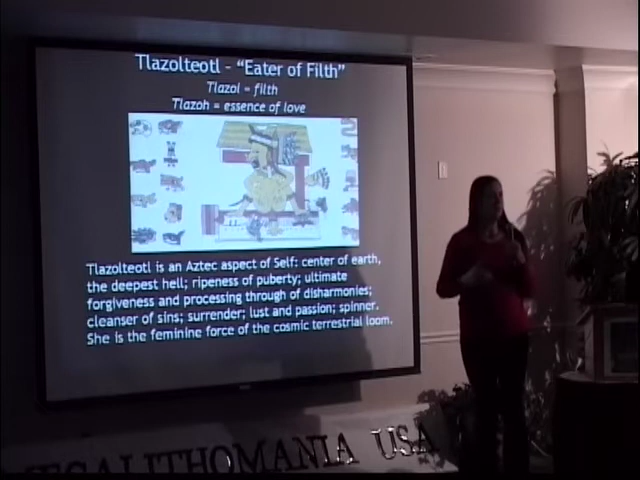 Tlazolteotl - "Eater of Filth"
Tlazol = filth
Tlazoh = essence of love
Tlazolteotl is an Aztec aspect of Self: center of earth,
the deepest hell; ripeness of puberty; ultimate
forgiveness and processing through of disharmonies;
cleanser of sins; surrender; lust and passion; spinner.
She is the feminine force of the cosmic terrestrial loom.
MEGALITHOMANIA USA